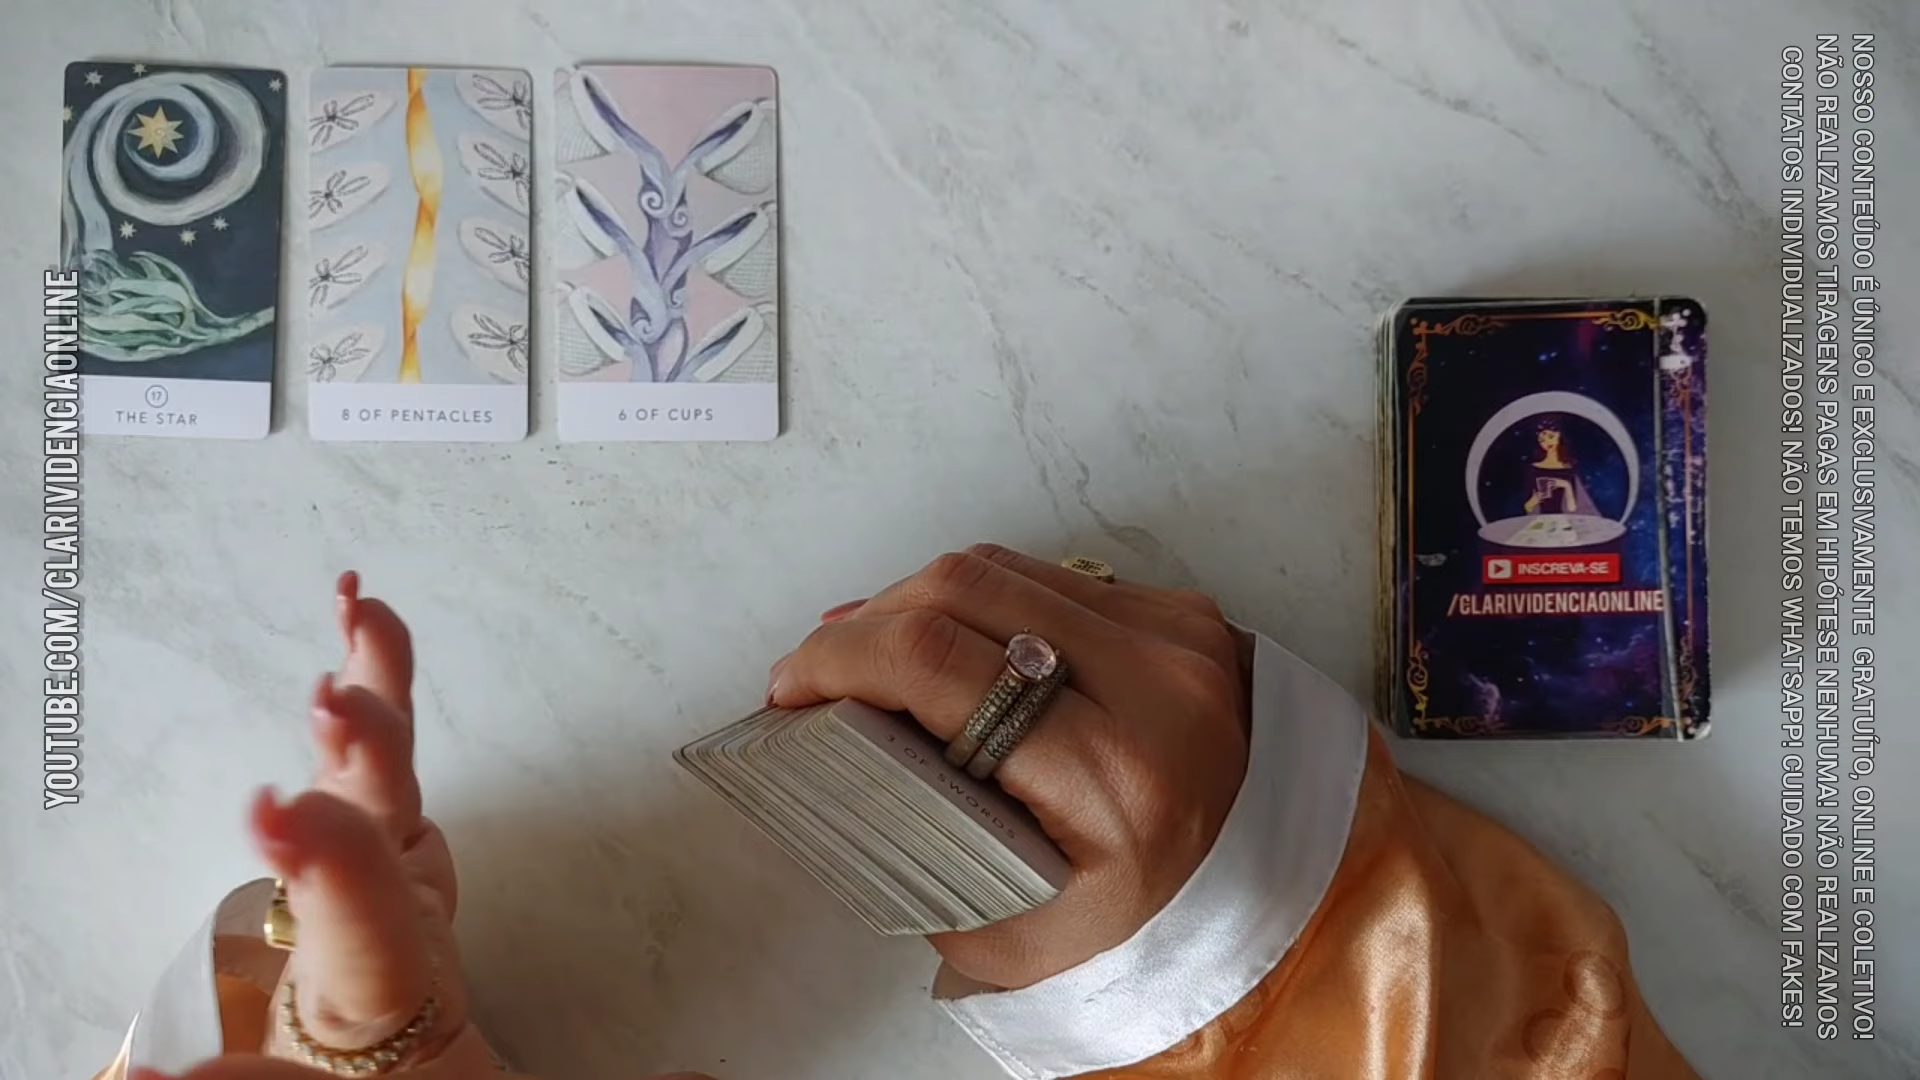 YOUTUBE.COM/CLARIVIDENCIAONLINE
17
THE STAR
8 OF PENTACLES
6 OF CUPS
3 OF SWORDS
INSCREVA-SE
/CLARIVIDENCIAONLINE
NOSSO CONTEÚDO É ÚNICO E EXCLUSIVAMENTE GRATUÍTO, ONLINE E COLETIVO!
NÃO REALIZAMOS TIRAGENS PAGAS EM HIPÓTESE NENHUMA! NÃO REALIZAMOS
CONTATOS INDIVIDUALIZADOS! NÃO TEMOS WHATSAPP! CUIDADO COM FAKES!